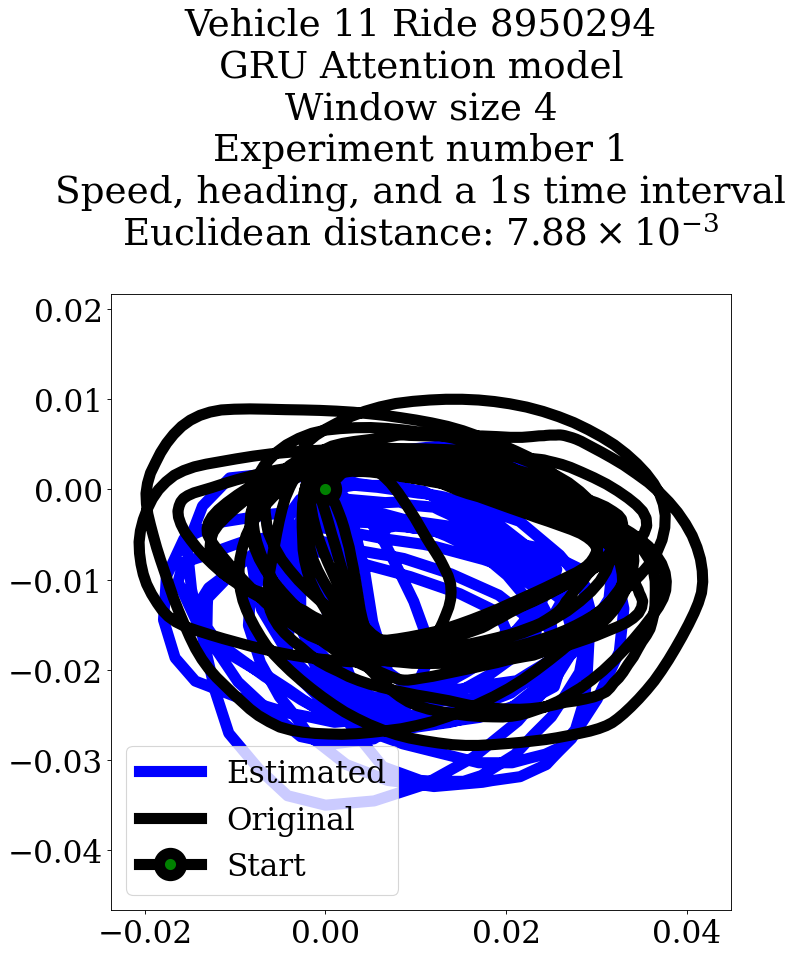 Vehicle 11 Ride 8950294
GRU Attention model
Window size 4
Experiment number 1
Speed, heading, and a 1s time interval
Euclidean distance: 7.88 × 10⁻³
0.02
0.01
0.00
−0.01
−0.02
−0.03
−0.04
Estimated
Original
Start
−0.02 0.00 0.02 0.04